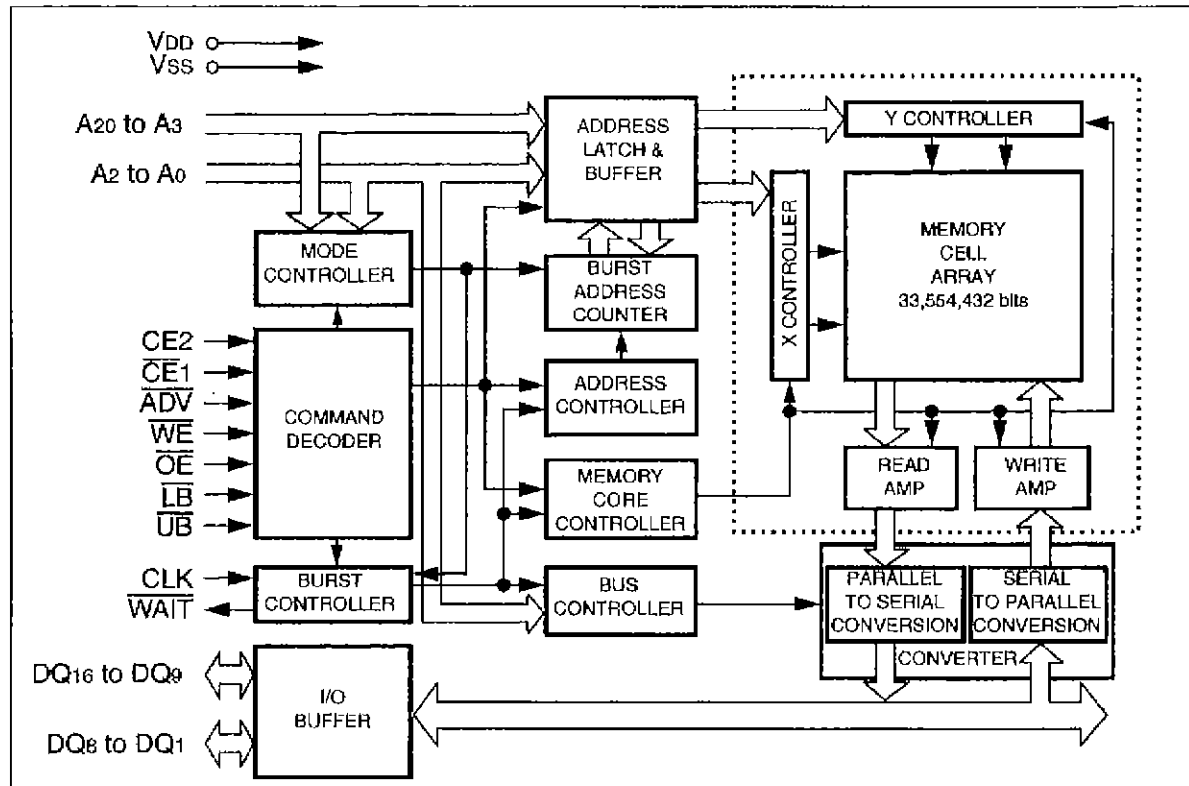 VDD
VSS
A20 to A3
A2 to A0
ADDRESS
LATCH &
BUFFER
Y CONTROLLER
X CONTROLLER
MEMORY
CELL
ARRAY
33,554,432 bits
MODE
CONTROLLER
BURST
ADDRESS
COUNTER
CE2
CE1
ADV
WE
OE
LB
UB
COMMAND
DECODER
ADDRESS
CONTROLLER
MEMORY
CORE
CONTROLLER
READ
AMP
WRITE
AMP
CLK
WAIT
BURST
CONTROLLER
BUS
CONTROLLER
PARALLEL
TO SERIAL
CONVERSION
SERIAL
TO PARALLEL
CONVERSION
CONVERTER
DQ16 to DQ9
DQ8 to DQ1
I/O
BUFFER